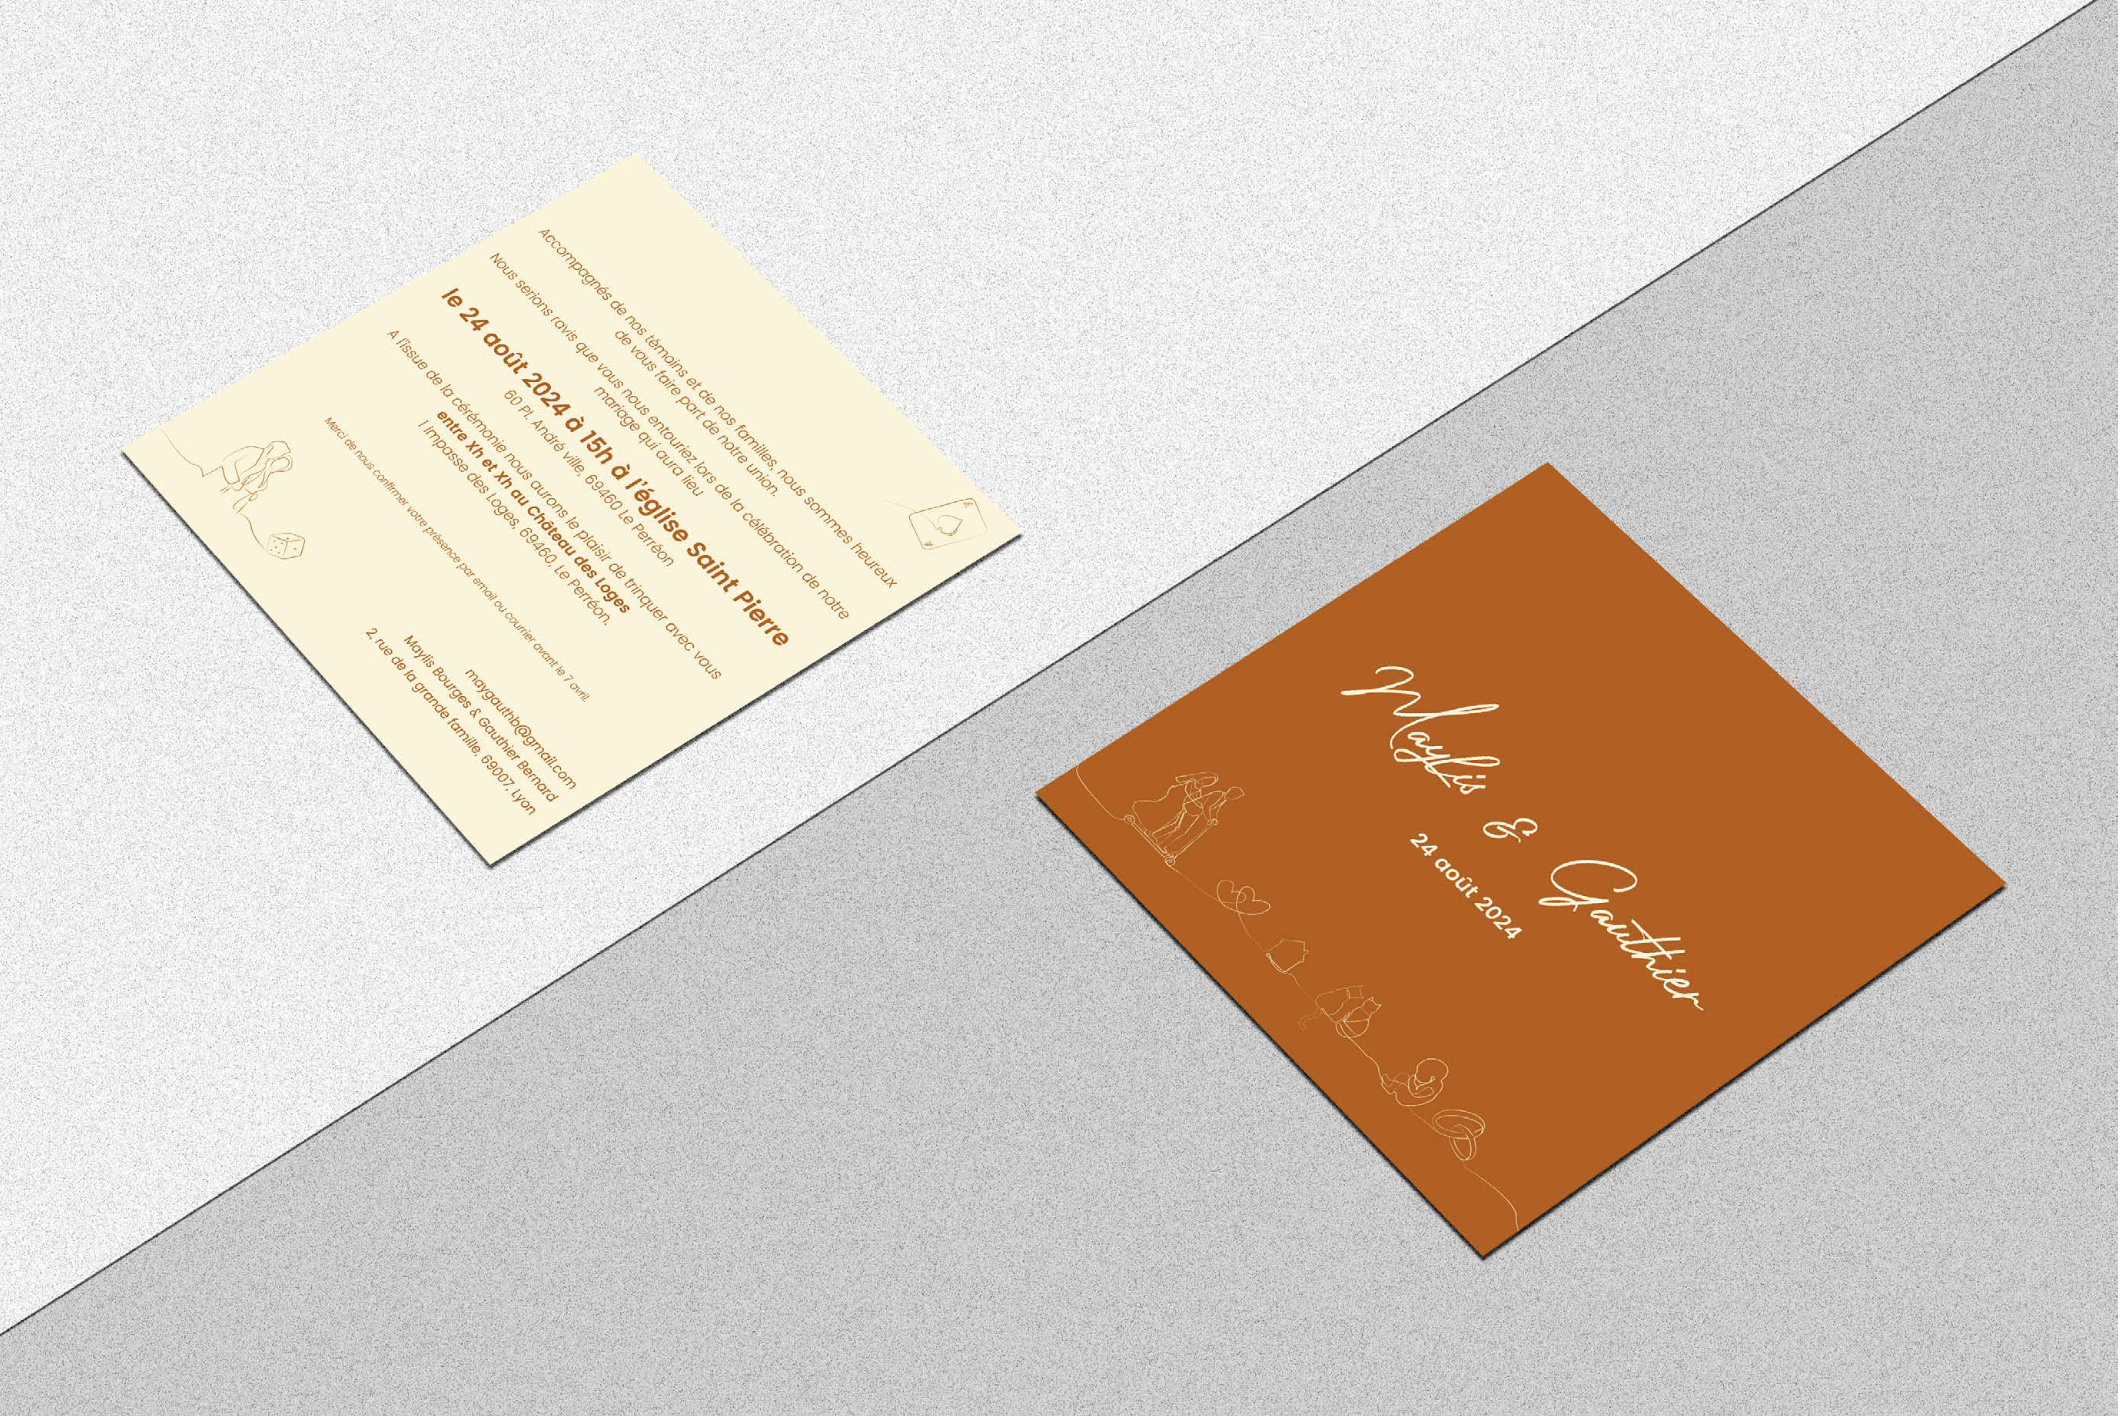 Accompagnés de nos témoins et de nos familles, nous sommes heureux
de vous faire part de notre union.
Nous serions ravis que vous nous entouriez lors de la célébration de notre
mariage qui aura lieu
le 24 août 2024 à 15h à l'église Saint Pierre
60 Pl. André ville, 69460 Le Perréon
A l'issue de la cérémonie nous aurons le plaisir de trinquer avec vous
entre Xh et Xh au Château des Loges
1 Impasse des Loges, 69460, Le Perréon.
Merci de nous confirmer votre présence par email ou courrier avant le 7 avril.
maygauthb@gmail.com
Maylis Bourges & Gauthier Bernard
2, rue de la grande famille, 69007, Lyon
Maylis & Gauthier
24 août 2024